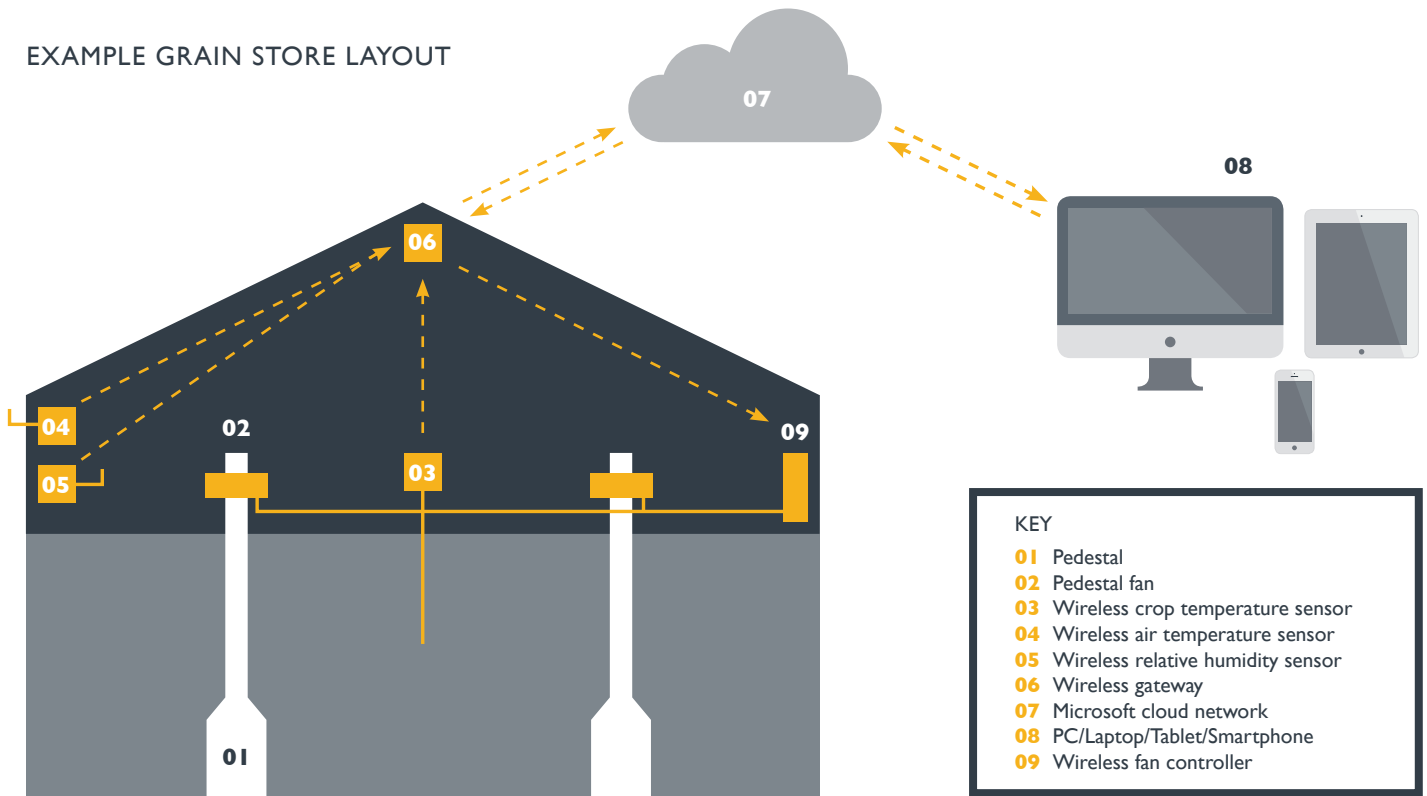 EXAMPLE GRAIN STORE LAYOUT
07
08
06
04
02
09
03
05
01
KEY
01 Pedestal
02 Pedestal fan
03 Wireless crop temperature sensor
04 Wireless air temperature sensor
05 Wireless relative humidity sensor
06 Wireless gateway
07 Microsoft cloud network
08 PC/Laptop/Tablet/Smartphone
09 Wireless fan controller